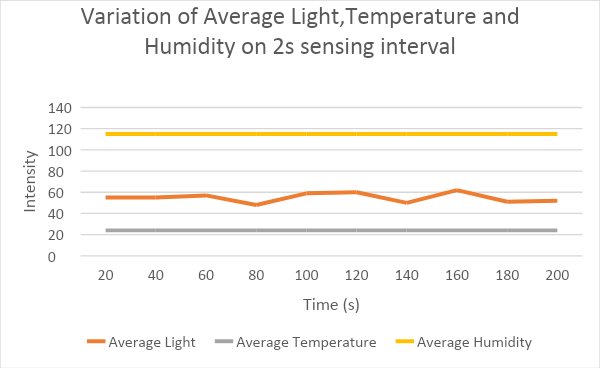 Variation of Average Light,Temperature and
Humidity on 2s sensing interval
140
120
100
80
60
40
20
0
Intensity
20 40 60 80 100 120 140 160 180 200
Time (s)
Average Light Average Temperature Average Humidity